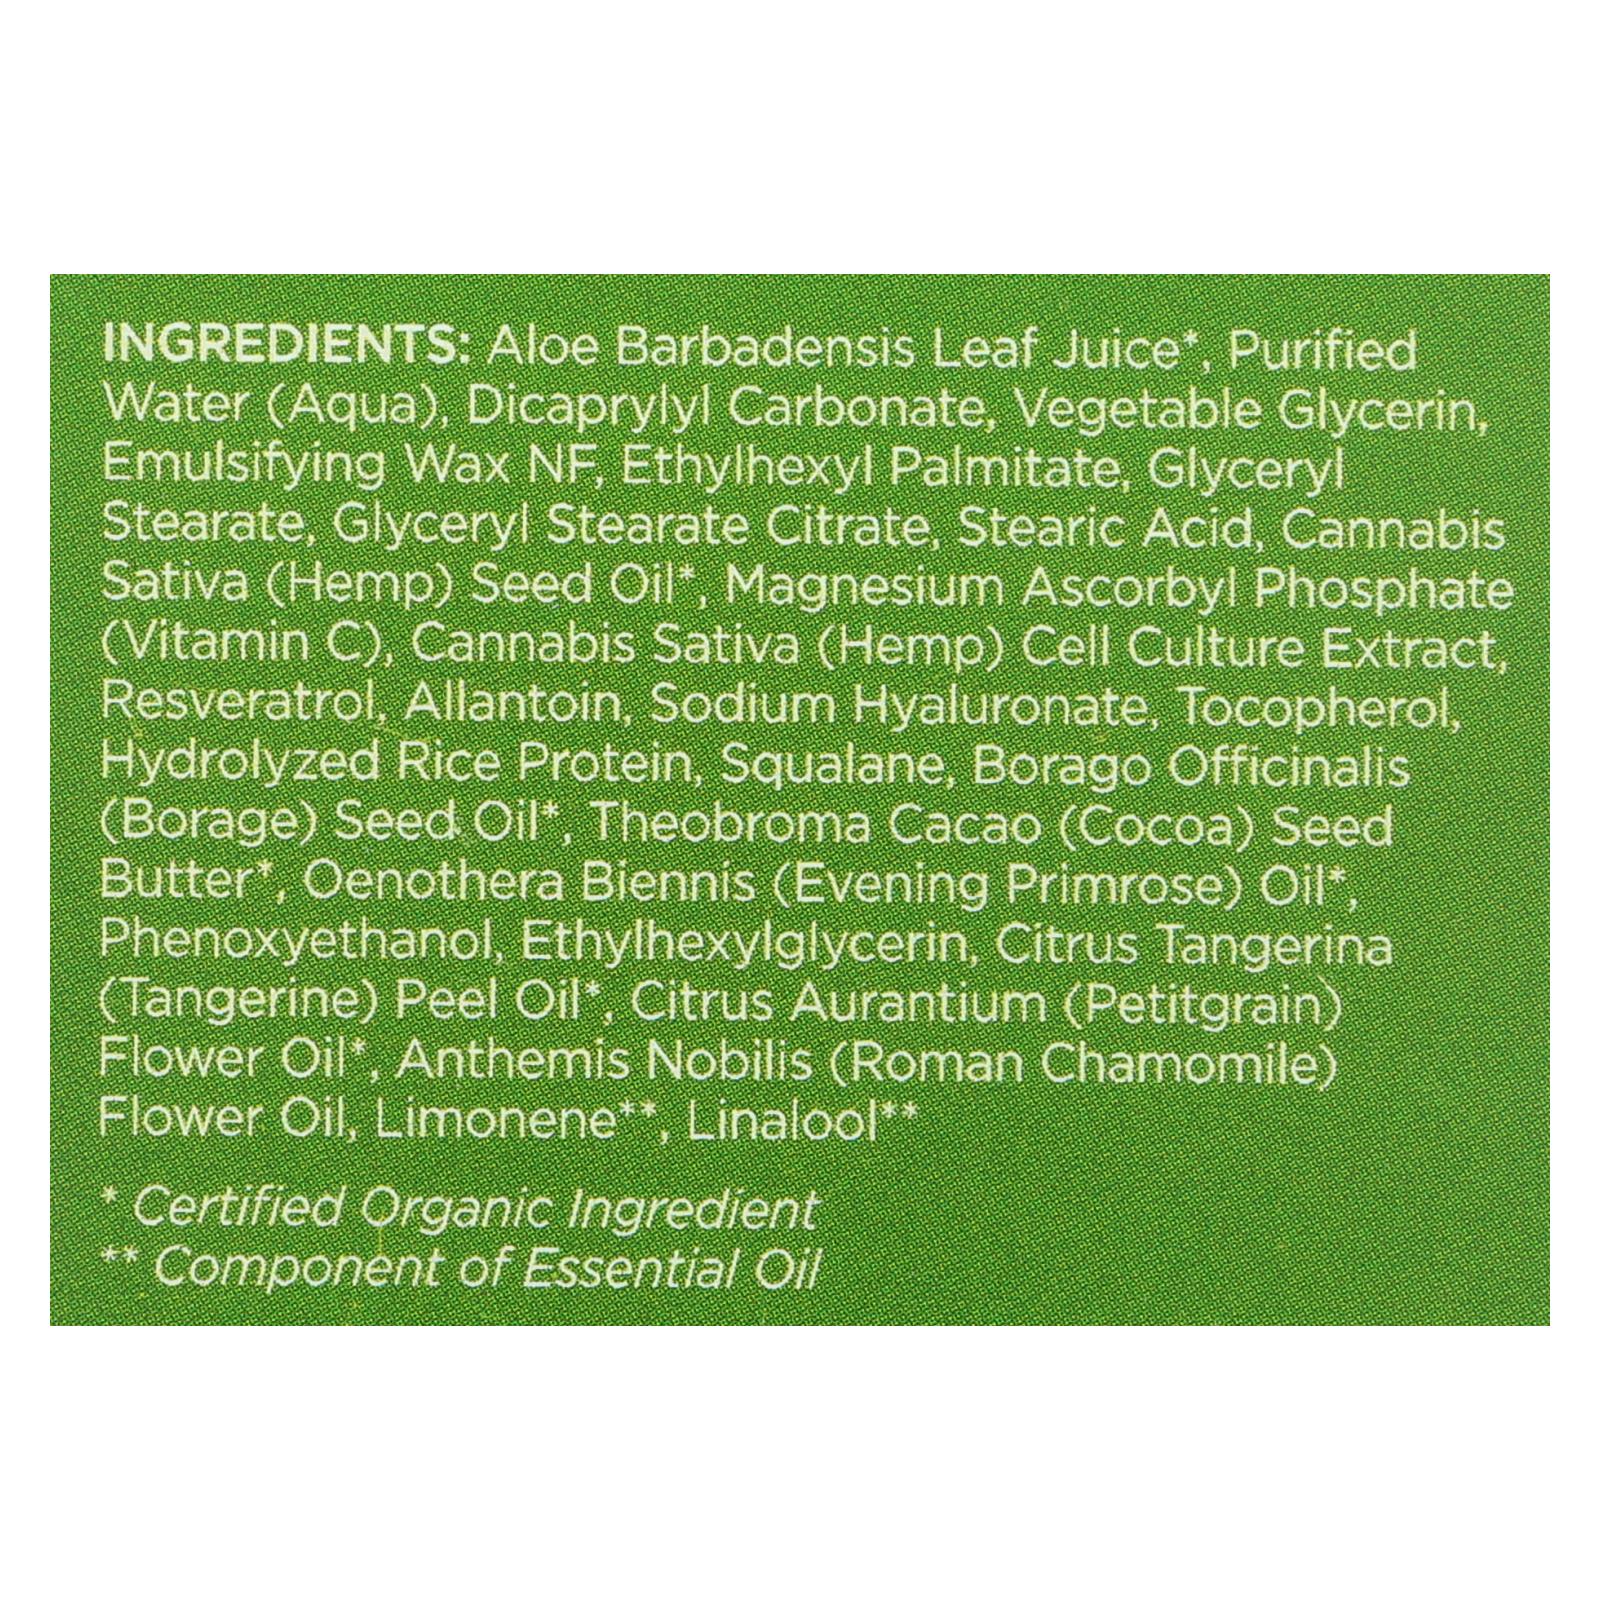 INGREDIENTS: Aloe Barbadensis Leaf Juice*, Purified
Water (Aqua), Dicaprylyl Carbonate, Vegetable Glycerin,
Emulsifying Wax NF, Ethylhexyl Palmitate, Glyceryl
Stearate, Glyceryl Stearate Citrate, Stearic Acid, Cannabis
Sativa (Hemp) Seed Oil*, Magnesium Ascorbyl Phosphate
(Vitamin C), Cannabis Sativa (Hemp) Cell Culture Extract,
Resveratrol, Allantoin, Sodium Hyaluronate, Tocopherol,
Hydrolyzed Rice Protein, Squalane, Borago Officinalis
(Borage) Seed Oil*, Theobroma Cacao (Cocoa) Seed
Butter*, Oenothera Biennis (Evening Primrose) Oil*,
Phenoxyethanol, Ethylhexylglycerin, Citrus Tangerina
(Tangerine) Peel Oil*, Citrus Aurantium (Petitgrain)
Flower Oil*, Anthemis Nobilis (Roman Chamomile)
Flower Oil, Limonene**, Linalool**
* Certified Organic Ingredient
** Component of Essential Oil